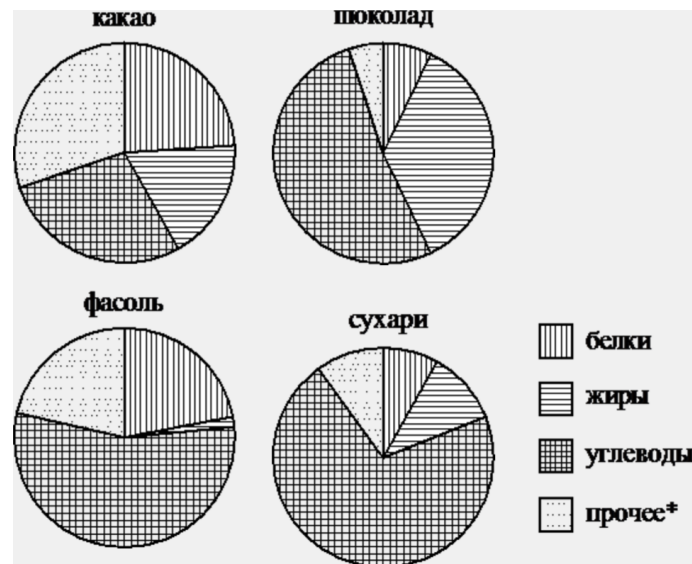 какао
шоколад
фасоль
сухари
белки
жиры
углеводы
прочее*